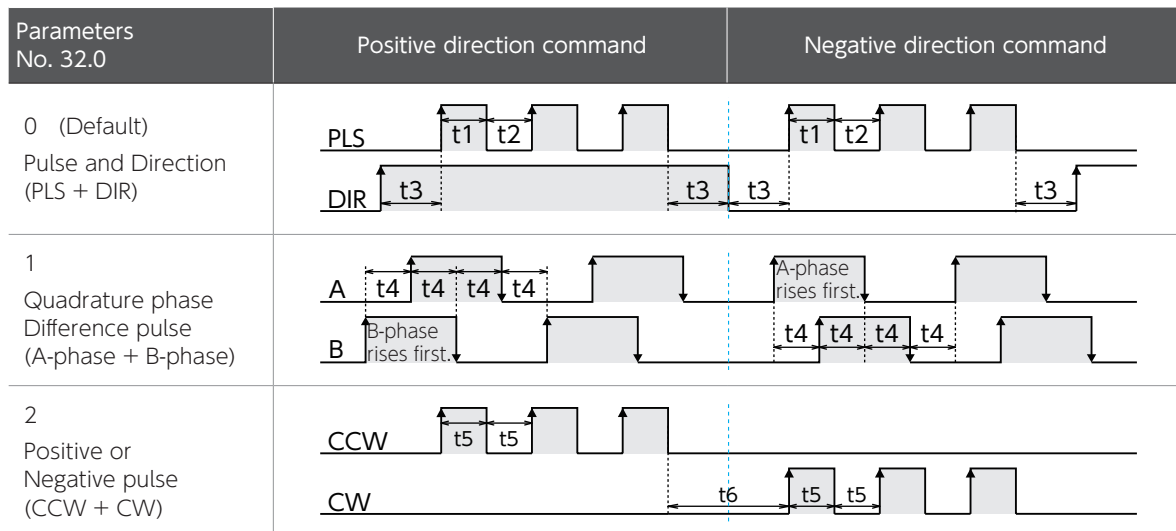 Parameters
No. 32.0
Positive direction command
Negative direction command
0 (Default)
Pulse and Direction
(PLS + DIR)
PLS
t1 t2
t1 t2
DIR
t3
t3 t3
t3
1
Quadrature phase
Difference pulse
(A-phase + B-phase)
A
t4 t4 t4 t4
A-phase
rises first.
B
B-phase
rises first.
t4 t4 t4 t4
2
Positive or
Negative pulse
(CCW + CW)
CCW
t5 t5
CW
t6
t5 t5